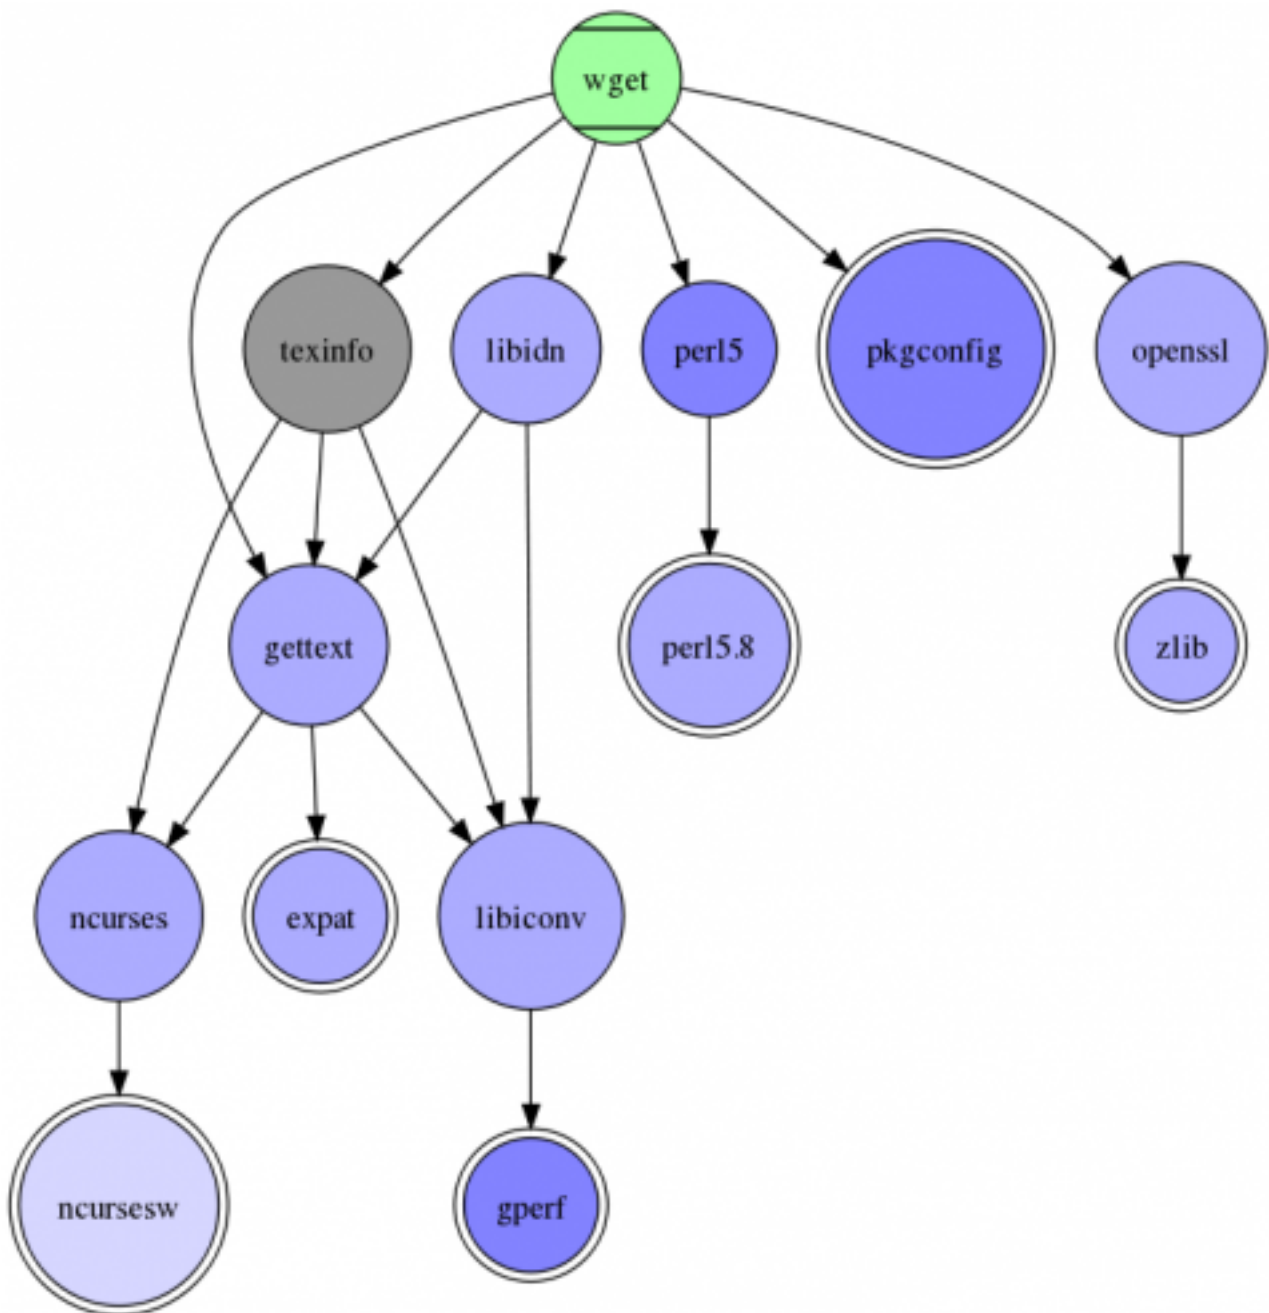 wget
texinfo
libidn
perl5
pkgconfig
openssl
gettext
perl5.8
zlib
ncurses
expat
libiconv
ncursesw
gperf